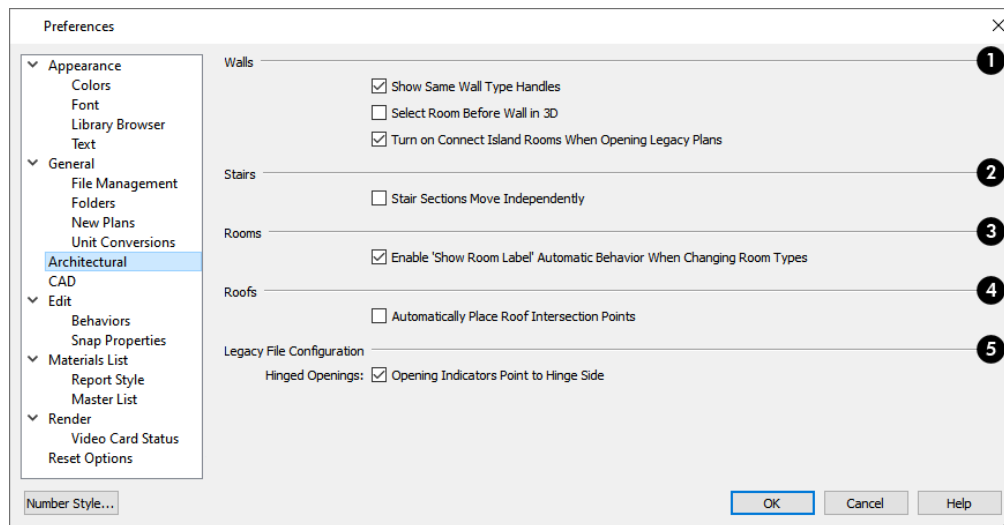 Preferences
Appearance
Colors
Font
Library Browser
Text
General
File Management
Folders
New Plans
Unit Conversions
Architectural
CAD
Edit
Behaviors
Snap Properties
Materials List
Report Style
Master List
Render
Video Card Status
Reset Options
Walls 1
Show Same Wall Type Handles
Select Room Before Wall in 3D
Turn on Connect Island Rooms When Opening Legacy Plans
Stairs 2
Stair Sections Move Independently
Rooms 3
Enable 'Show Room Label' Automatic Behavior When Changing Room Types
Roofs 4
Automatically Place Roof Intersection Points
Legacy File Configuration 5
Hinged Openings: Opening Indicators Point to Hinge Side
Number Style... OK Cancel Help